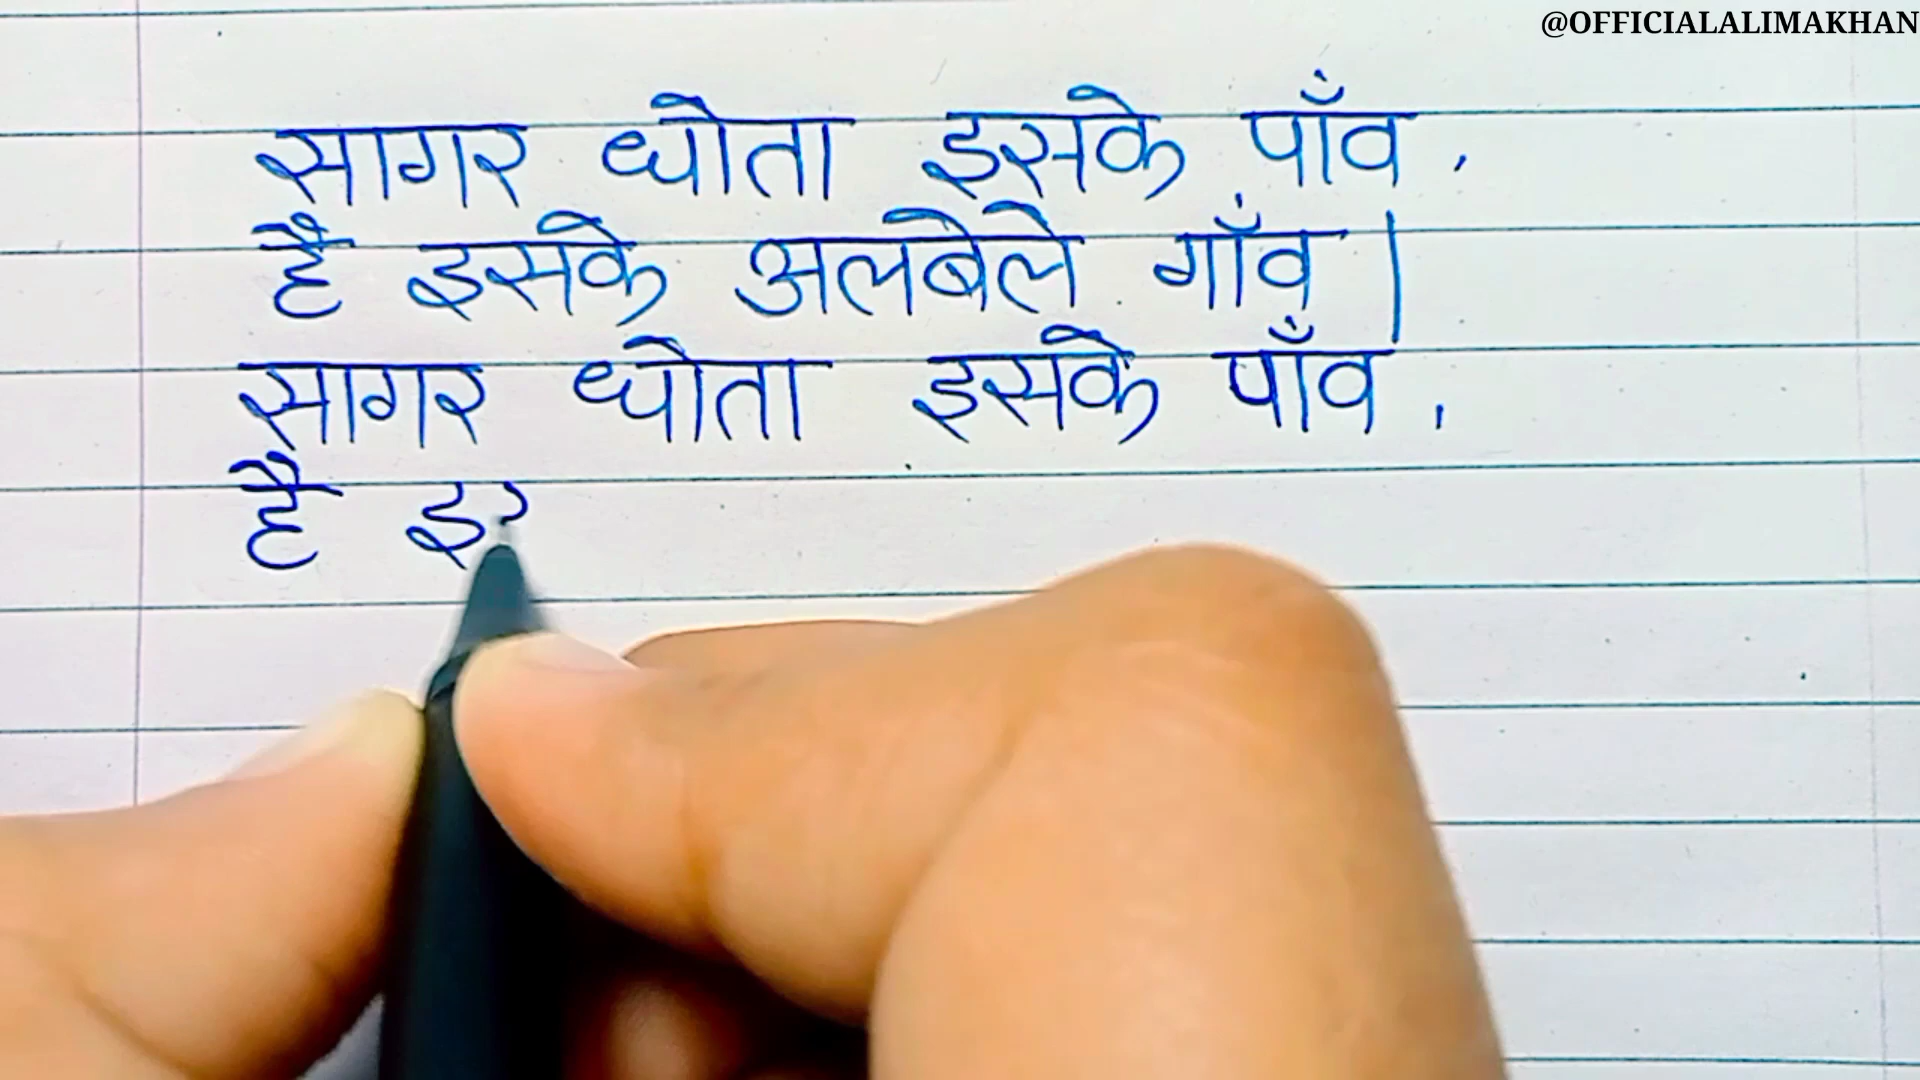 @OFFICIALALIMAKHAN
सागर धोता इसके पाँव,
हैं इसके अलबेले गाँव।
सागर धोता इसके पाँव,
हैं